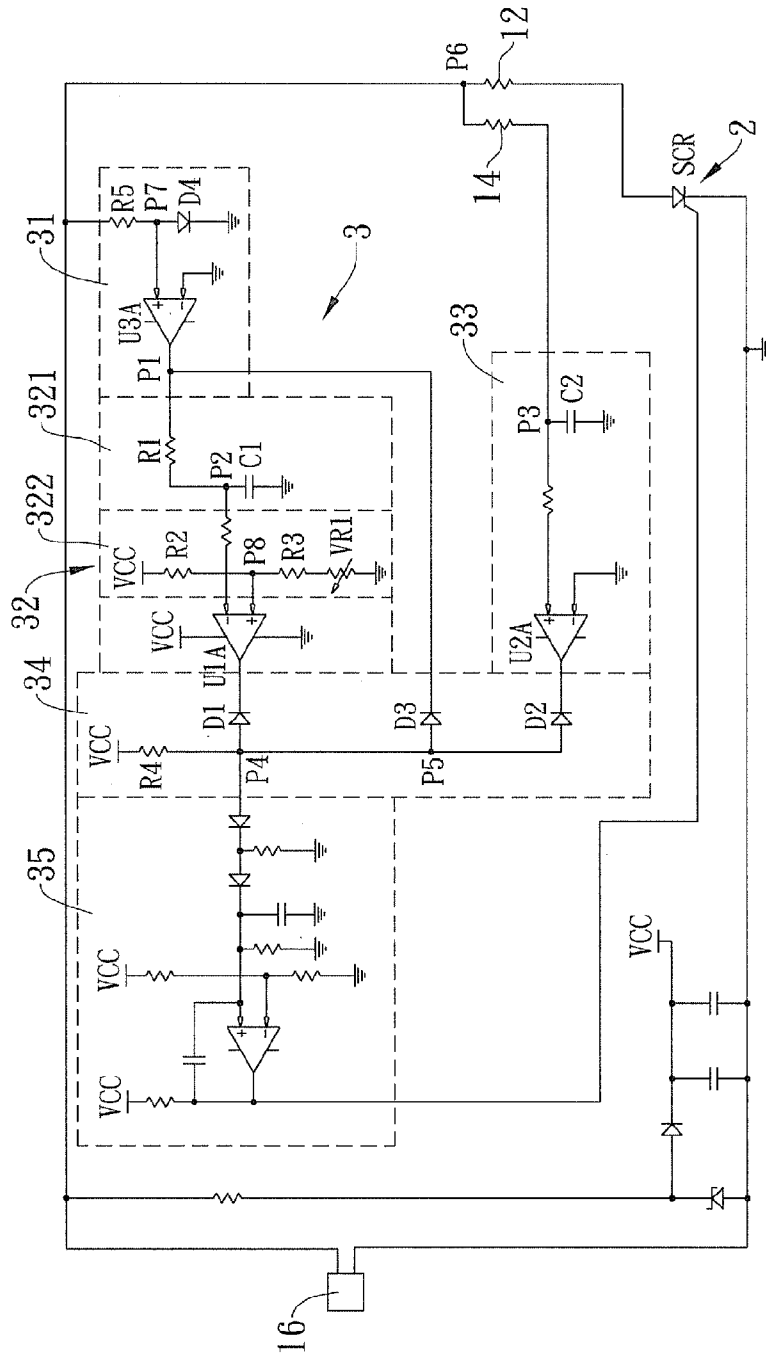 31
R5
P7
D4
U3A
P1
3
P6
12
14
SCR
2
321
R1
P2
C1
322
32
VCC
R2
P8
R3
VR1
VCC
U1A
33
P3
C2
U2A
34
VCC
R4
D1
P4
D3
P5
D2
35
VCC
VCC
VCC
16